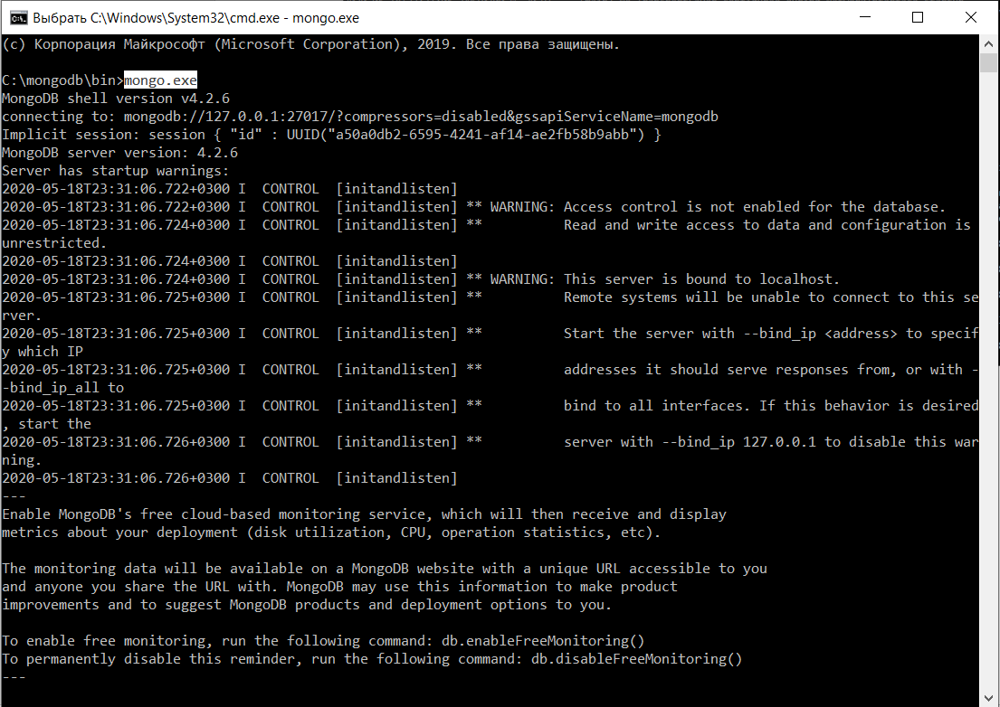 Выбрать C:\Windows\System32\cmd.exe - mongo.exe
(c) Корпорация Майкрософт (Microsoft Corporation), 2019. Все права защищены.
C:\mongodb\bin>mongo.exe
MongoDB shell version v4.2.6
connecting to: mongodb://127.0.0.1:27017/?compressors=disabled&gssapiServiceName=mongodb
Implicit session: session { "id" : UUID("a50a0db2-6595-4241-af14-ae2fb58b9abb") }
MongoDB server version: 4.2.6
Server has startup warnings:
2020-05-18T23:31:06.722+0300 I  CONTROL  [initandlisten]
2020-05-18T23:31:06.722+0300 I  CONTROL  [initandlisten] ** WARNING: Access control is not enabled for the database.
2020-05-18T23:31:06.724+0300 I  CONTROL  [initandlisten] **          Read and write access to data and configuration is
unrestricted.
2020-05-18T23:31:06.724+0300 I  CONTROL  [initandlisten]
2020-05-18T23:31:06.724+0300 I  CONTROL  [initandlisten] ** WARNING: This server is bound to localhost.
2020-05-18T23:31:06.725+0300 I  CONTROL  [initandlisten] **          Remote systems will be unable to connect to this se
rver.
2020-05-18T23:31:06.725+0300 I  CONTROL  [initandlisten] **          Start the server with --bind_ip <address> to specif
y which IP
2020-05-18T23:31:06.725+0300 I  CONTROL  [initandlisten] **          addresses it should serve responses from, or with -
-bind_ip_all to
2020-05-18T23:31:06.725+0300 I  CONTROL  [initandlisten] **          bind to all interfaces. If this behavior is desired
, start the
2020-05-18T23:31:06.726+0300 I  CONTROL  [initandlisten] **          server with --bind_ip 127.0.0.1 to disable this war
ning.
2020-05-18T23:31:06.726+0300 I  CONTROL  [initandlisten]
---
Enable MongoDB's free cloud-based monitoring service, which will then receive and display
metrics about your deployment (disk utilization, CPU, operation statistics, etc).
The monitoring data will be available on a MongoDB website with a unique URL accessible to you
and anyone you share the URL with. MongoDB may use this information to make product
improvements and to suggest MongoDB products and deployment options to you.
To enable free monitoring, run the following command: db.enableFreeMonitoring()
To permanently disable this reminder, run the following command: db.disableFreeMonitoring()
---